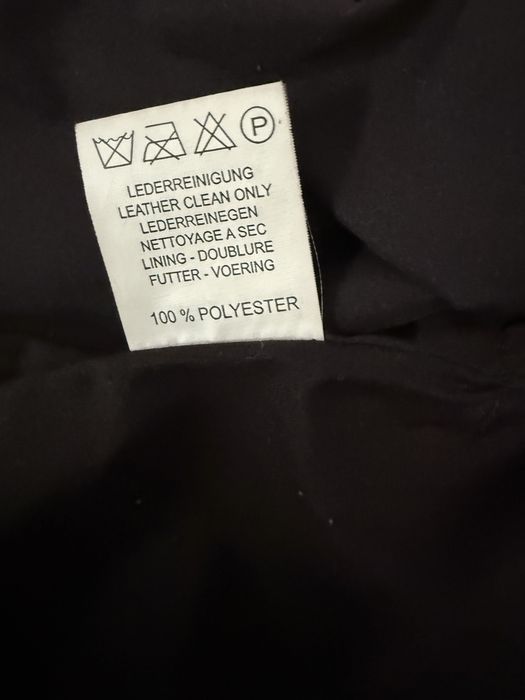 P
LEDERREINIGUNG
LEATHER CLEAN ONLY
LEDERREINEGEN
NETTOYAGE A SEC
LINING - DOUBLURE
FUTTER - VOERING
100 % POLYESTER